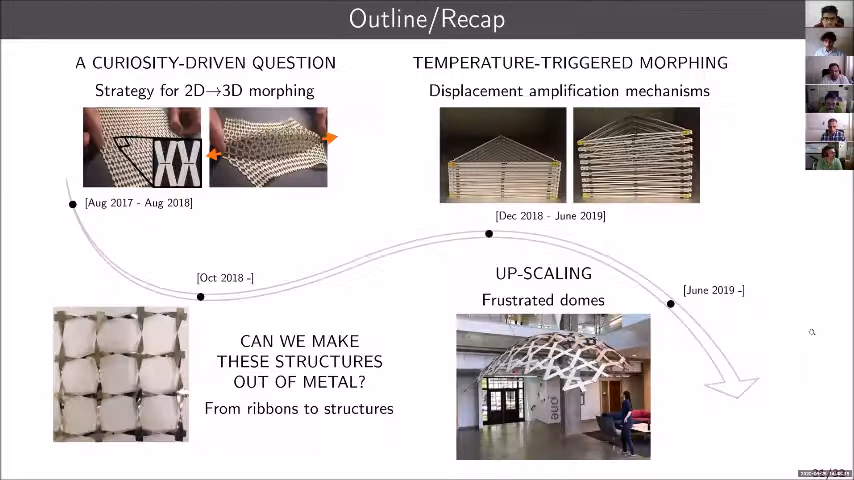 Outline/Recap
A CURIOSITY-DRIVEN QUESTION
Strategy for 2D→3D morphing
[Aug 2017 - Aug 2018]
TEMPERATURE-TRIGGERED MORPHING
Displacement amplification mechanisms
[Dec 2018 - June 2019]
[Oct 2018 -]
CAN WE MAKE
THESE STRUCTURES
OUT OF METAL?
From ribbons to structures
UP-SCALING
Frustrated domes
[June 2019 -]
one